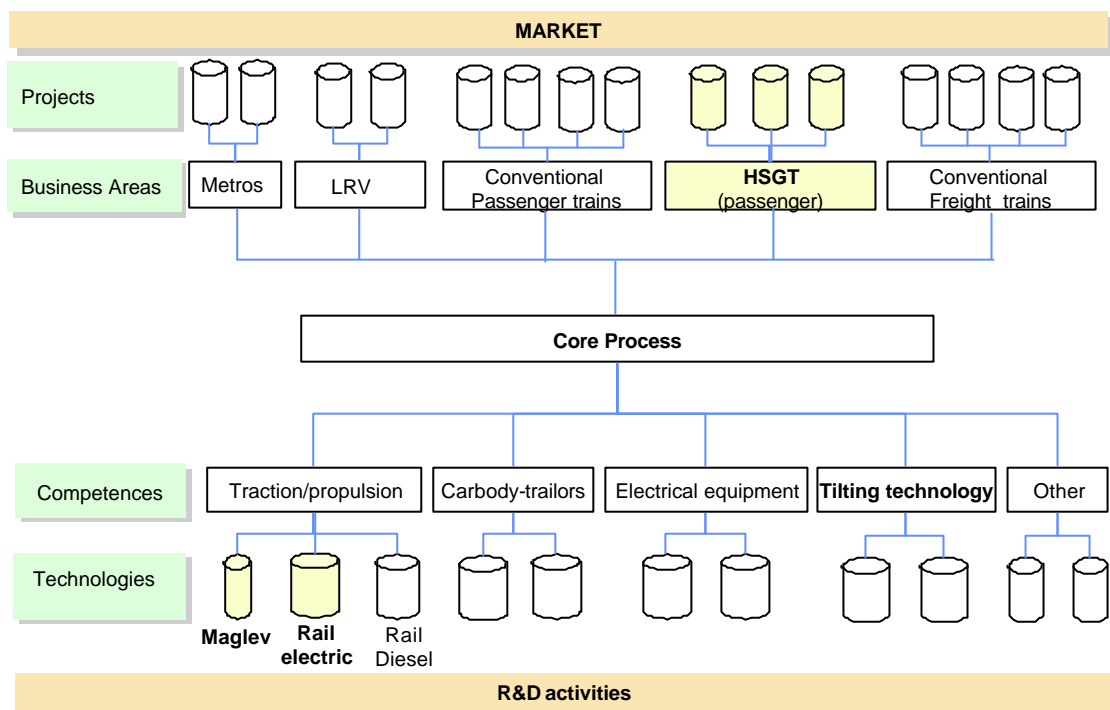 MARKET
Projects
Business Areas
Metros
LRV
Conventional
Passenger trains
HSGT
(passenger)
Conventional
Freight trains
Core Process
Competences
Traction/propulsion
Carbody-trailors
Electrical equipment
Tilting technology
Other
Technologies
Maglev
Rail
electric
Rail
Diesel
R&D activities